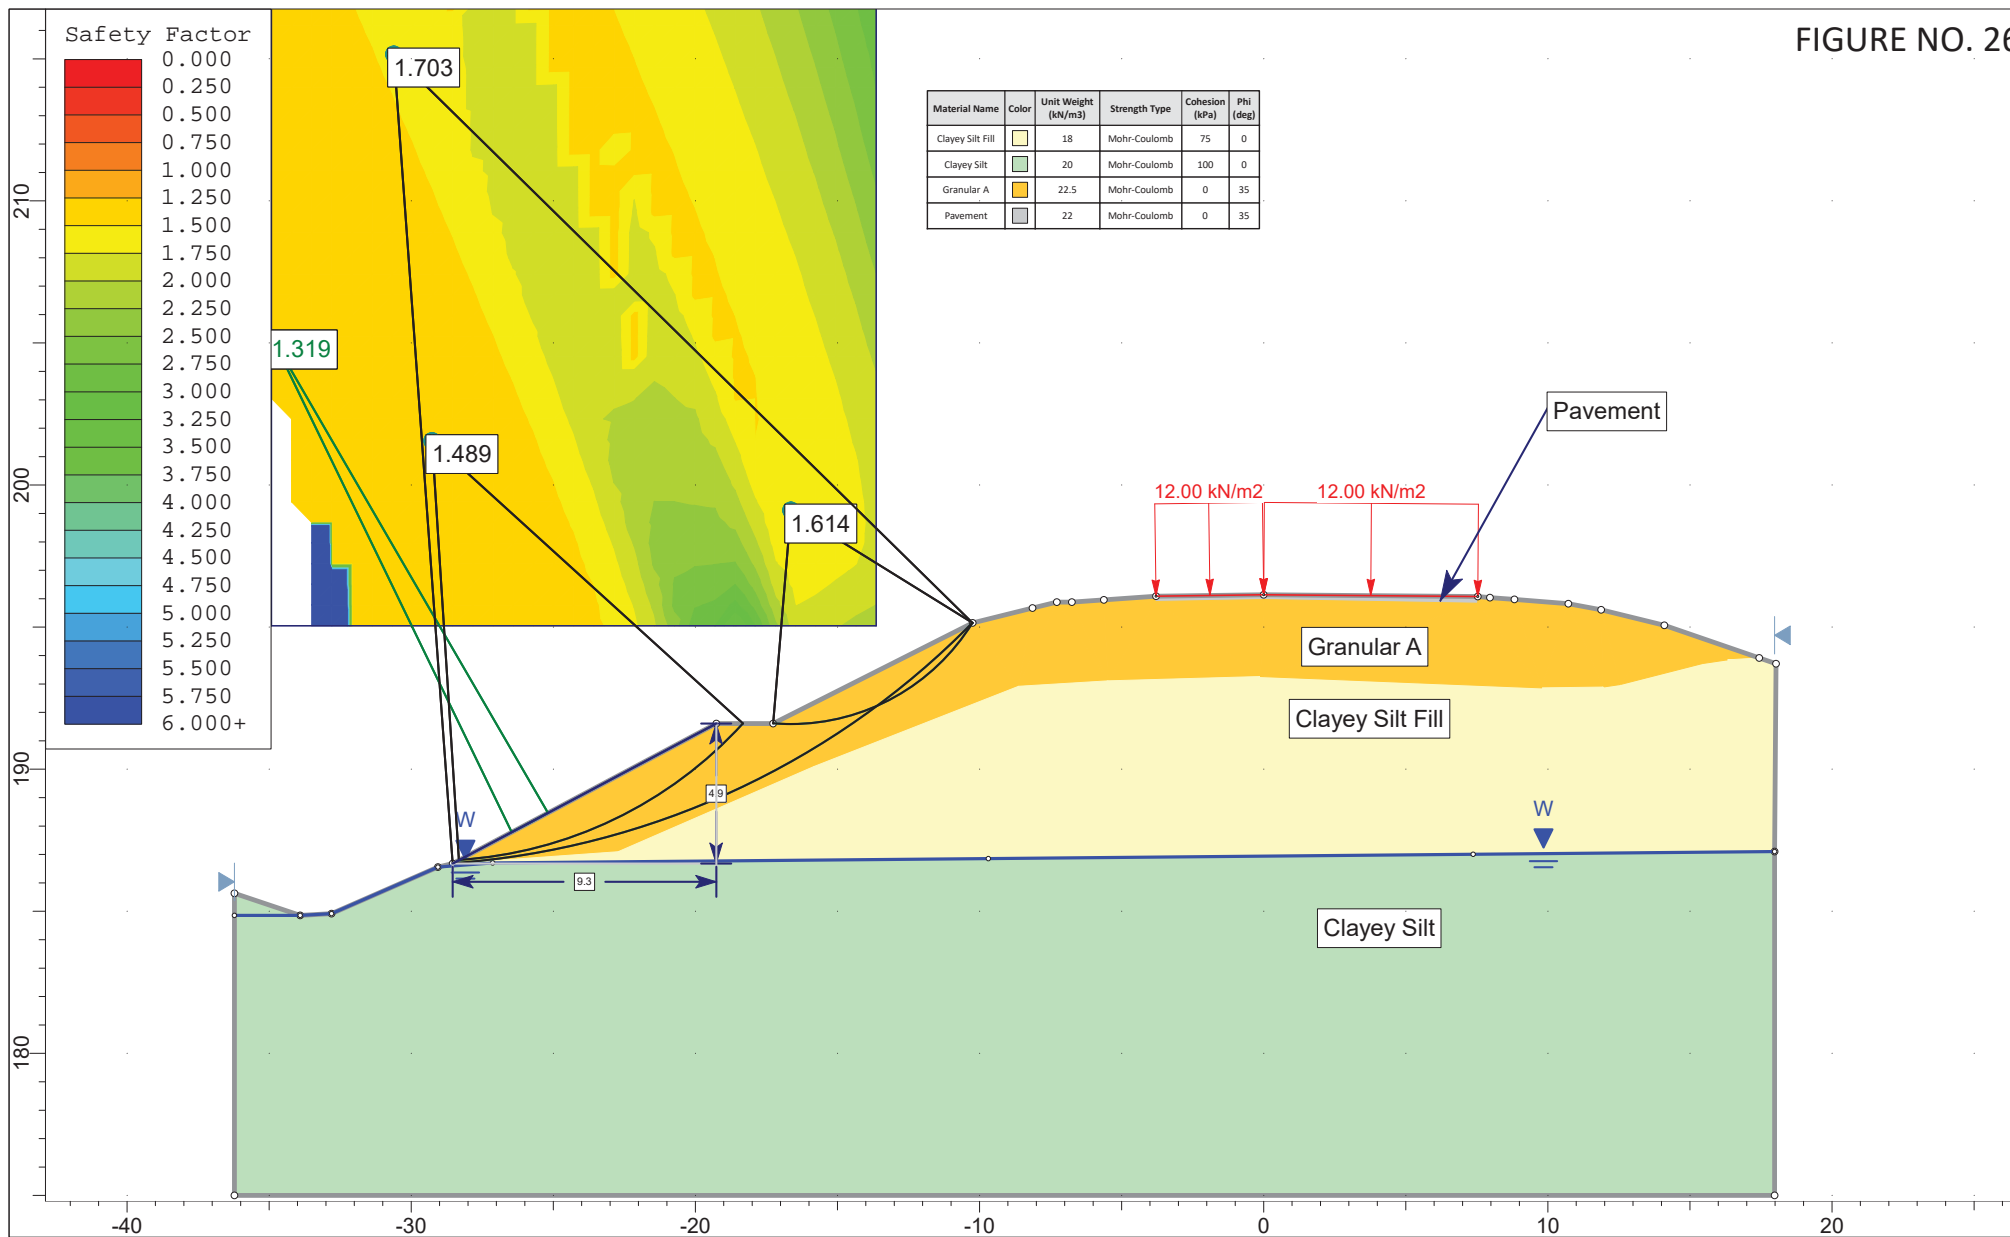 FIGURE NO. 26
Safety Factor
0.000
0.250
0.500
0.750
1.000
1.250
1.500
1.750
2.000
2.250
2.500
2.750
3.000
3.250
3.500
3.750
4.000
4.250
4.500
4.750
5.000
5.250
5.500
5.750
6.000+
1.703
1.319
1.489
1.614
Material Name Color Unit Weight (kN/m3) Strength Type Cohesion (kPa) Phi (deg)
Clayey Silt Fill 18 Mohr-Coulomb 75 0
Clayey Silt 20 Mohr-Coulomb 100 0
Granular A 22.5 Mohr-Coulomb 0 35
Pavement 22 Mohr-Coulomb 0 35
Pavement
12.00 kN/m2 12.00 kN/m2
Granular A
Clayey Silt Fill
4.9
W
W
9.3
Clayey Silt
210
200
190
180
-40 -30 -20 -10 0 10 20